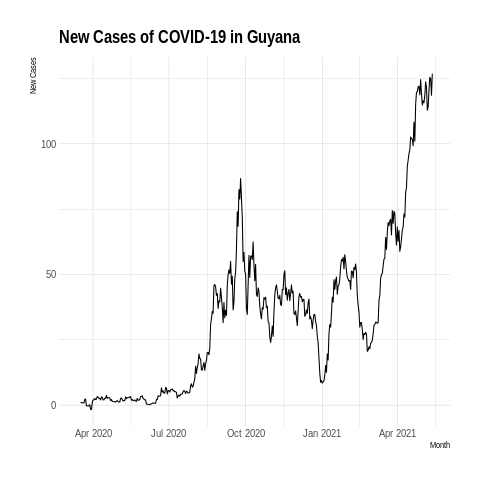 New Cases of COVID-19 in Guyana
New Cases
100
50
0
Apr 2020
Jul 2020
Oct 2020
Jan 2021
Apr 2021
Month